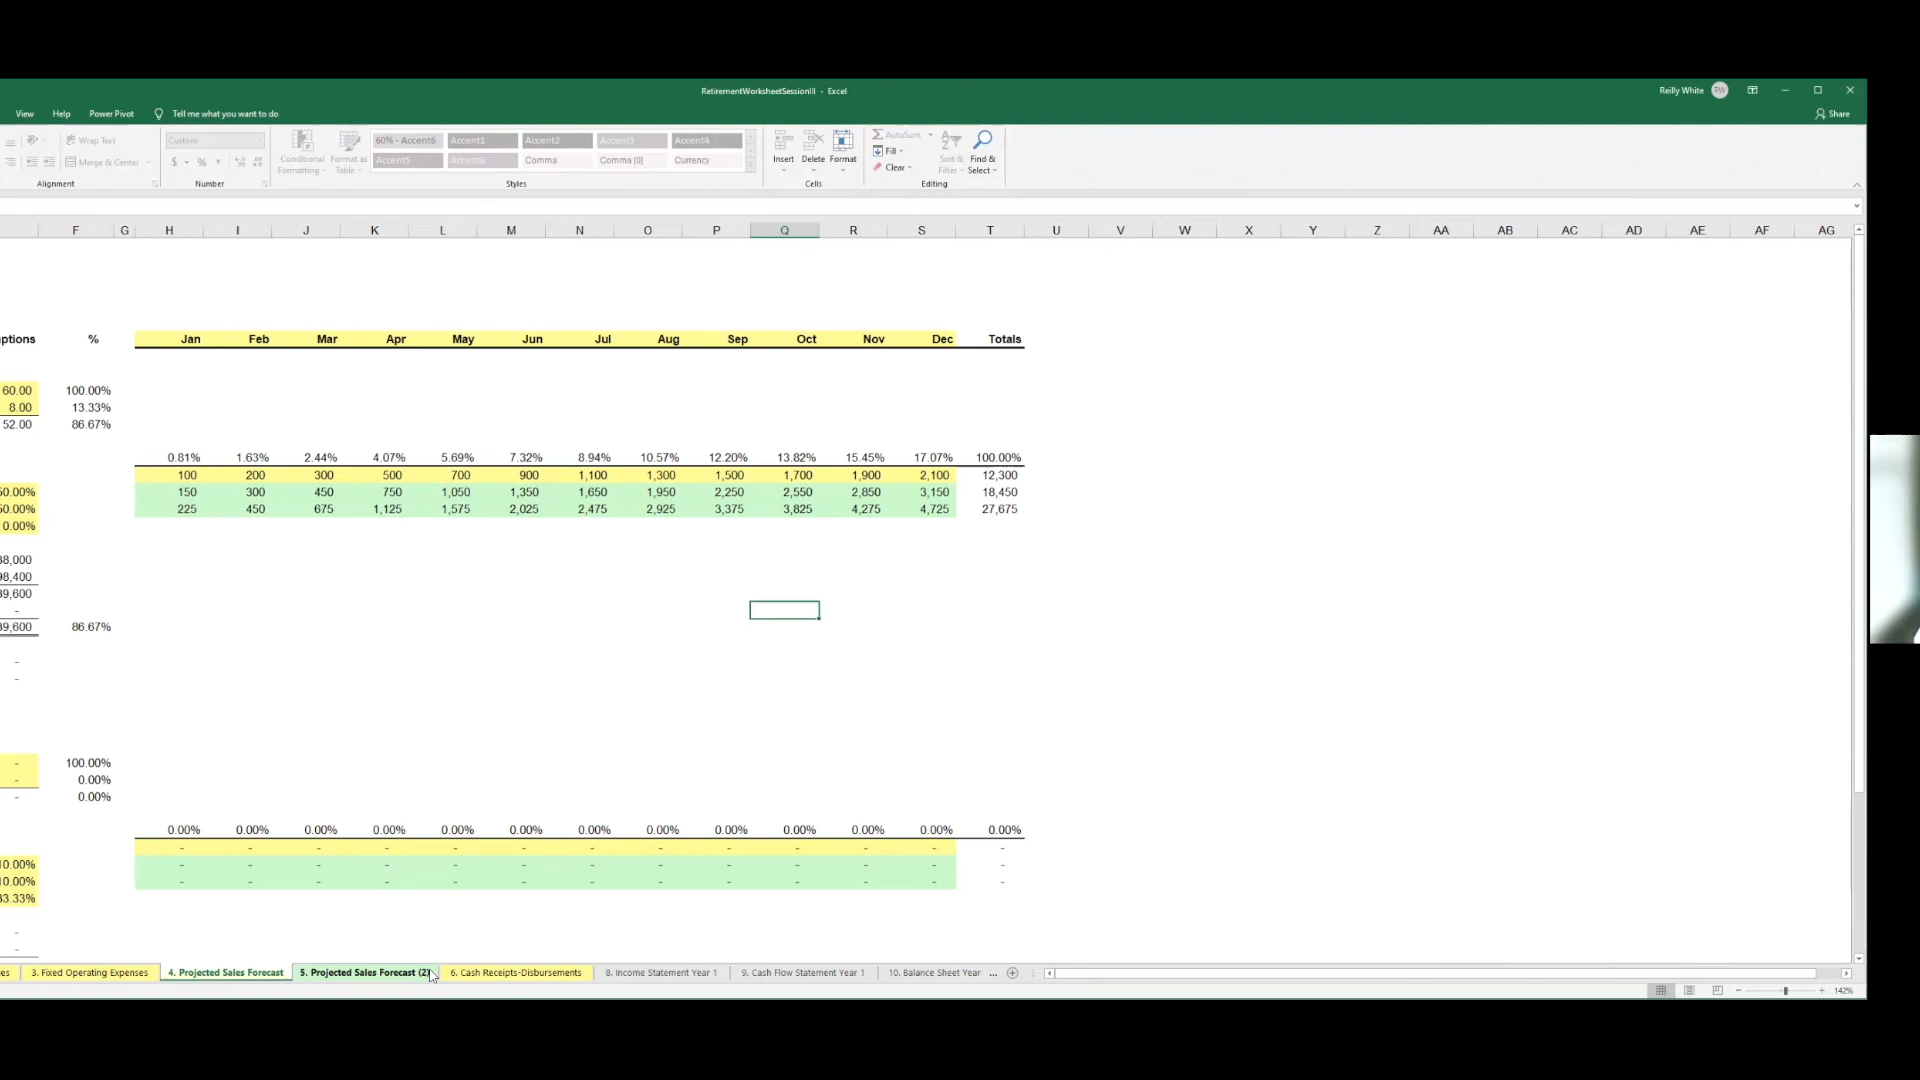 RetirementWorksheetSessionIII - Excel
Reilly White RW
View Help Power Pivot Tell me what you want to do
Share
Wrap Text
Merge & Center
Alignment
Custom
$ % ,
Number
Conditional Formatting
Format as Table
60% - Accent6 Accent1 Accent2 Accent3 Accent4
Accent5 Accent6 Comma Comma [0] Currency
Styles
Insert Delete Format
Cells
AutoSum
Fill
Clear
Sort & Filter
Find & Select
Editing
F G H I J K L M N O P Q R S T U V W X Y Z AA AB AC AD AE AF AG
ptions % Jan Feb Mar Apr May Jun Jul Aug Sep Oct Nov Dec Totals
60.00 100.00%
8.00 13.33%
52.00 86.67%
0.81% 1.63% 2.44% 4.07% 5.69% 7.32% 8.94% 10.57% 12.20% 13.82% 15.45% 17.07% 100.00%
100 200 300 500 700 900 1,100 1,300 1,500 1,700 1,900 2,100 12,300
50.00% 150 300 450 750 1,050 1,350 1,650 1,950 2,250 2,550 2,850 3,150 18,450
50.00% 225 450 675 1,125 1,575 2,025 2,475 2,925 3,375 3,825 4,275 4,725 27,675
0.00%
38,000
98,400
39,600
-
39,600 86.67%
-
-
- 100.00%
- 0.00%
- 0.00%
0.00% 0.00% 0.00% 0.00% 0.00% 0.00% 0.00% 0.00% 0.00% 0.00% 0.00% 0.00% 0.00%
- - - - - - - - - - - - -
10.00% - - - - - - - - - - - - -
10.00% - - - - - - - - - - - - -
33.33%
-
-
es 3. Fixed Operating Expenses 4. Projected Sales Forecast 5. Projected Sales Forecast (2) 6. Cash Receipts-Disbursements 8. Income Statement Year 1 9. Cash Flow Statement Year 1 10. Balance Sheet Year ...
142%